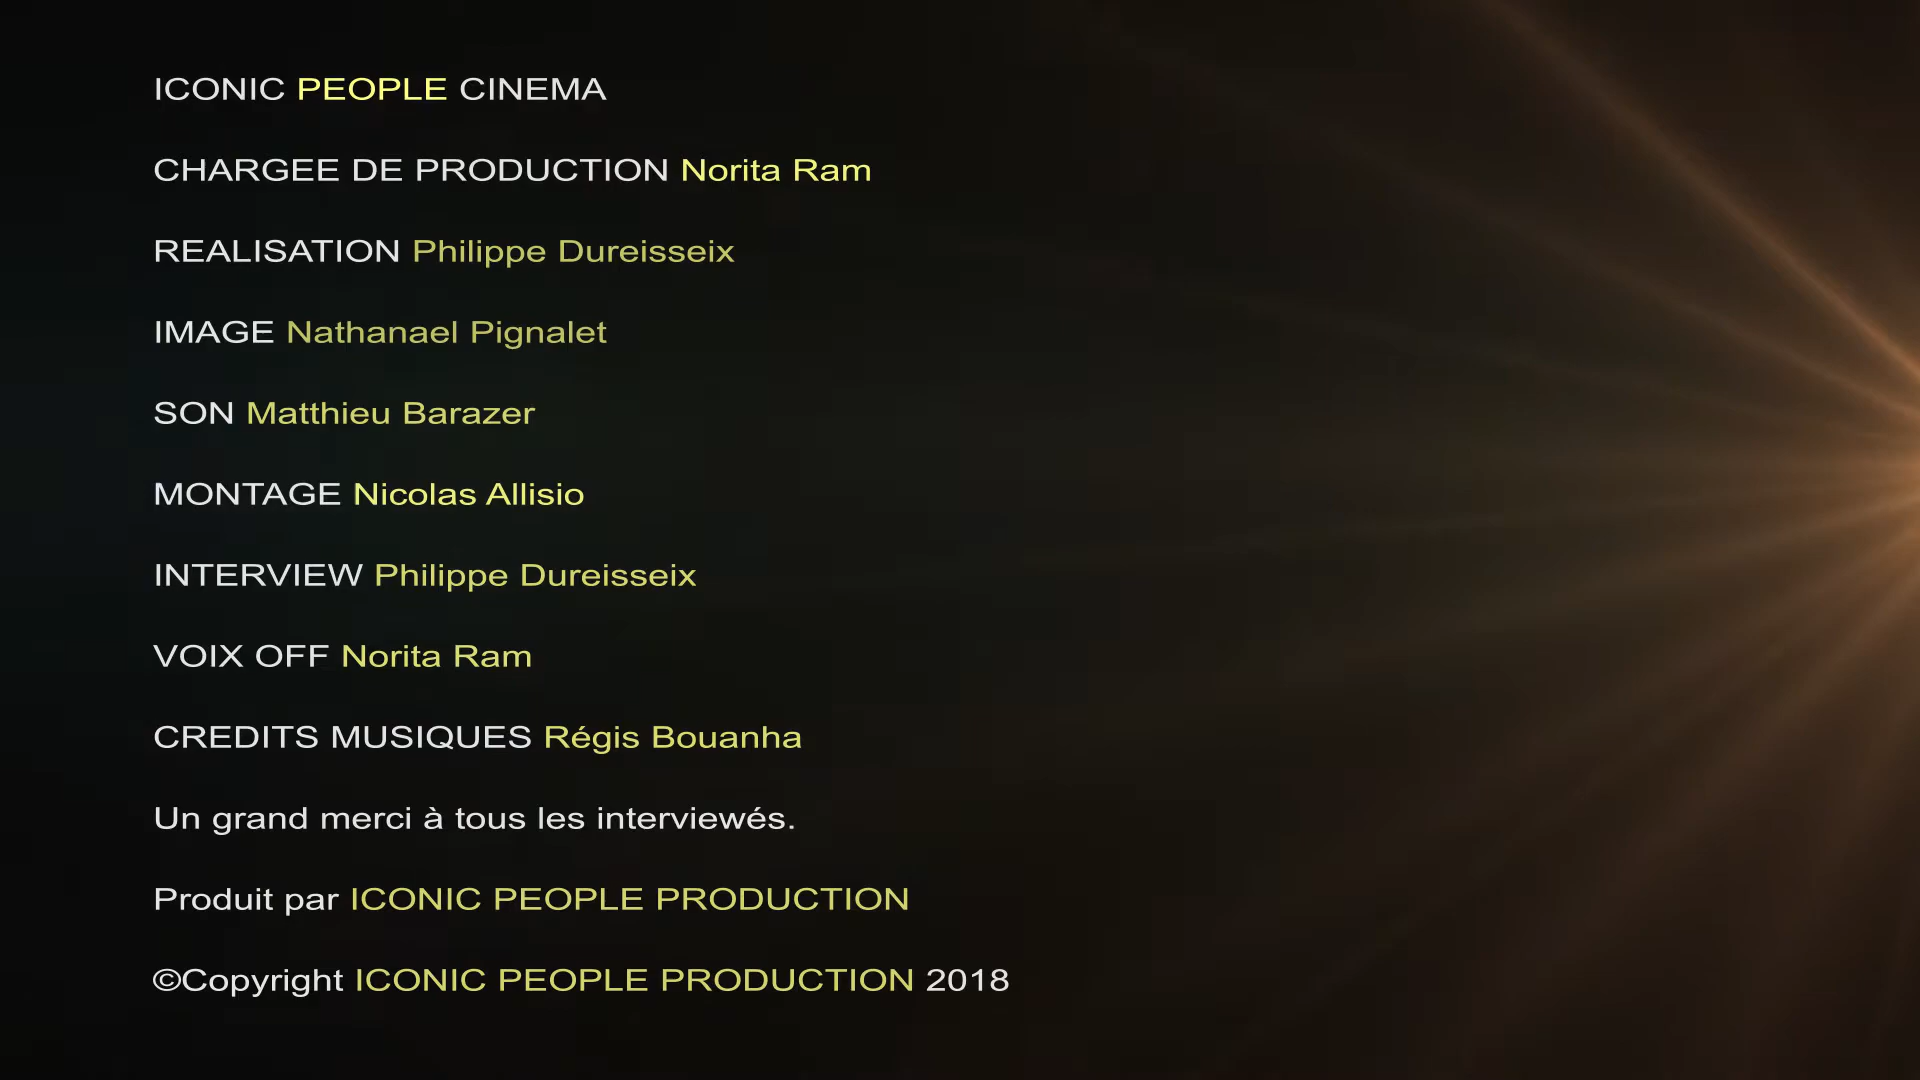 ICONIC PEOPLE CINEMA
CHARGEE DE PRODUCTION Norita Ram
REALISATION Philippe Dureisseix
IMAGE Nathanael Pignalet
SON Matthieu Barazer
MONTAGE Nicolas Allisio
INTERVIEW Philippe Dureisseix
VOIX OFF Norita Ram
CREDITS MUSIQUES Régis Bouanha
Un grand merci à tous les interviewés.
Produit par ICONIC PEOPLE PRODUCTION
©Copyright ICONIC PEOPLE PRODUCTION 2018